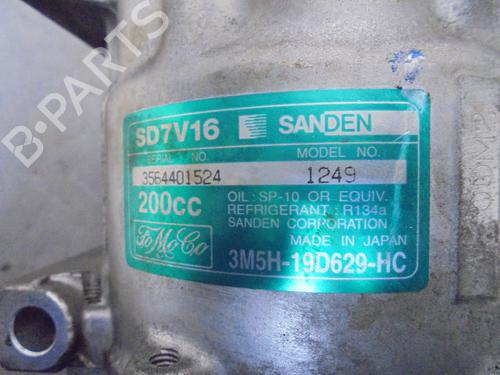 B-PARTS
SD7V16 SANDEN
SERIAL NO. MODEL NO.
3564401524 1249
200cc OIL : SP-10 OR EQUIV.
REFRIGERANT : R134a
SANDEN CORPORATION
MADE IN JAPAN
FoMoCo 3M5H-19D629-HC